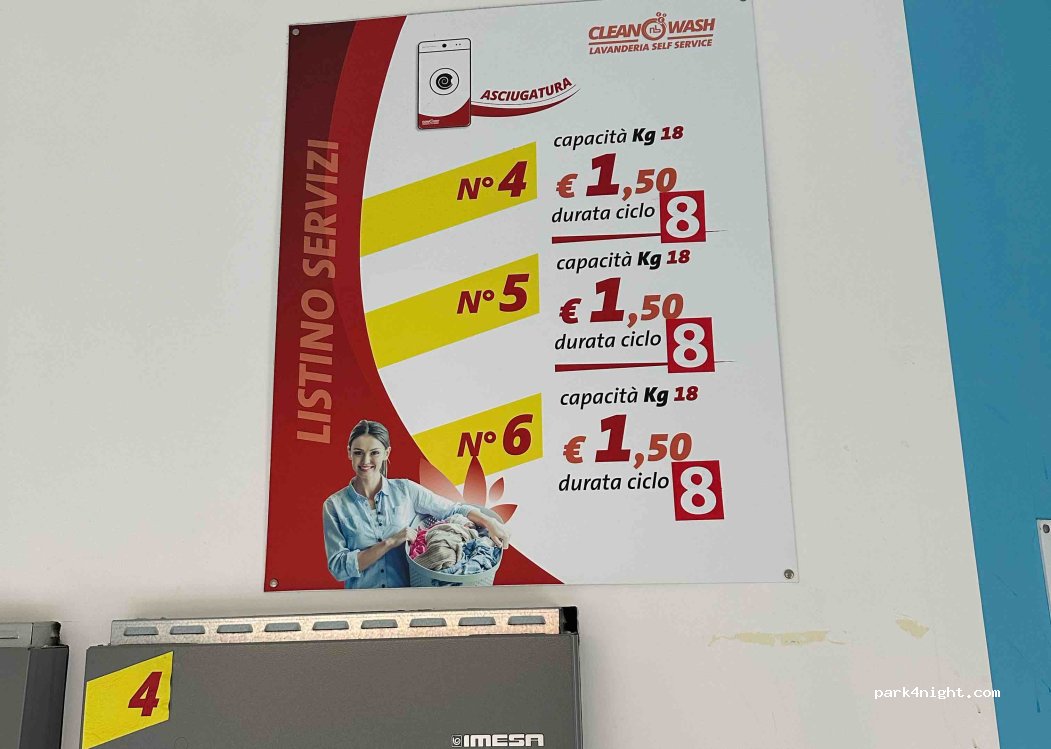 CLEAN WASH
LAVANDERIA SELF SERVICE
ASCIUGATURA
LISTINO SERVIZI
capacità Kg 18
N° 4
€ 1,50
durata ciclo 8
capacità Kg 18
N° 5
€ 1,50
durata ciclo 8
capacità Kg 18
N° 6
€ 1,50
durata ciclo 8
4
IMESA
park4night.com